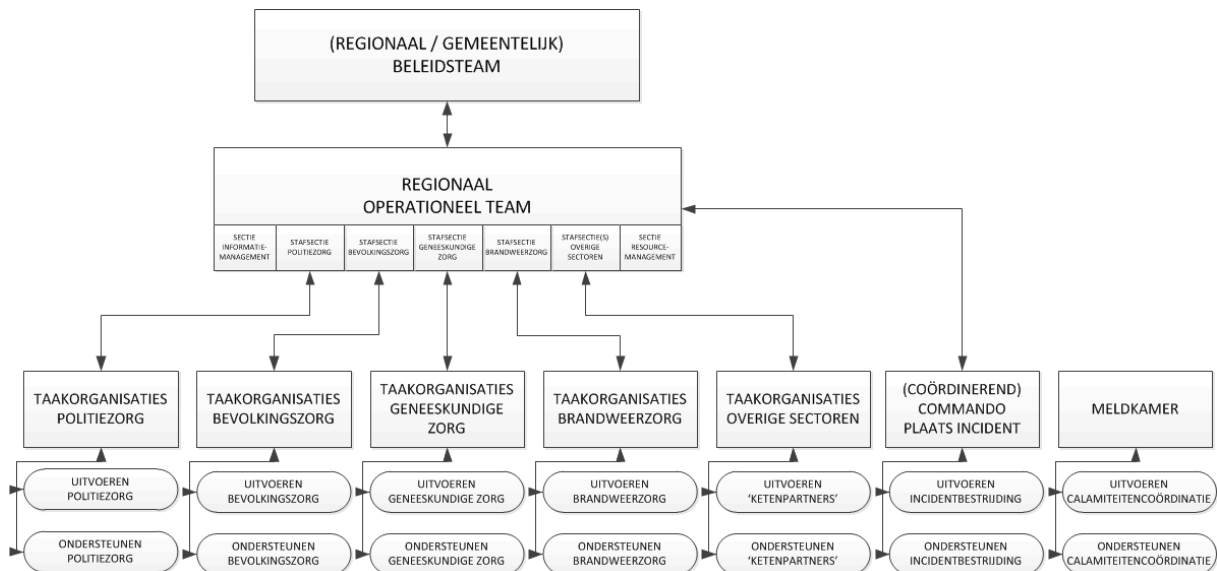 (REGIONAAL / GEMEENTELIJK)
BELEIDSTEAM
REGIONAAL
OPERATIONEEL TEAM
SECTIE
INFORMATIE-
MANAGEMENT
STAFSECTIE
POLITIEZORG
STAFSECTIE
BEVOLKINGSZORG
STAFSECTIE
GENEESKUNDIGE
ZORG
STAFSECTIE
BRANDWEERZORG
STAFSECTIE(S)
OVERIGE
SECTOREN
SECTIE
RESOURCE-
MANAGEMENT
TAAKORGANISATIES
POLITIEZORG
TAAKORGANISATIES
BEVOLKINGSZORG
TAAKORGANISATIES
GENEESKUNDIGE
ZORG
TAAKORGANISATIES
BRANDWEERZORG
TAAKORGANISATIES
OVERIGE SECTOREN
(COÖRDINEREND)
COMMANDO
PLAATS INCIDENT
MELDKAMER
UITVOEREN
POLITIEZORG
UITVOEREN
BEVOLKINGSZORG
UITVOEREN
GENEESKUNDIGE ZORG
UITVOEREN
BRANDWEERZORG
UITVOEREN
'KETENPARTNERS'
UITVOEREN
INCIDENTBESTRIJDING
UITVOEREN
CALAMITEITENCOÖRDINATIE
ONDERSTEUNEN
POLITIEZORG
ONDERSTEUNEN
BEVOLKINGSZORG
ONDERSTEUNEN
GENEESKUNDIGE ZORG
ONDERSTEUNEN
BRANDWEERZORG
ONDERSTEUNEN
'KETENPARTNERS'
ONDERSTEUNEN
INCIDENTBESTRIJDING
ONDERSTEUNEN
CALAMITEITENCOÖRDINATIE